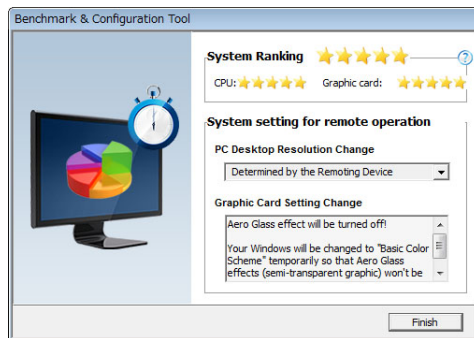 Benchmark & Configuration Tool
System Ranking
?
CPU:
Graphic card:
System setting for remote operation
PC Desktop Resolution Change
Determined by the Remoting Device
Graphic Card Setting Change
Aero Glass effect will be turned off!
Your Windows will be changed to "Basic Color
Scheme" temporarily so that Aero Glass
effects (semi-transparent graphic) won't be
Finish